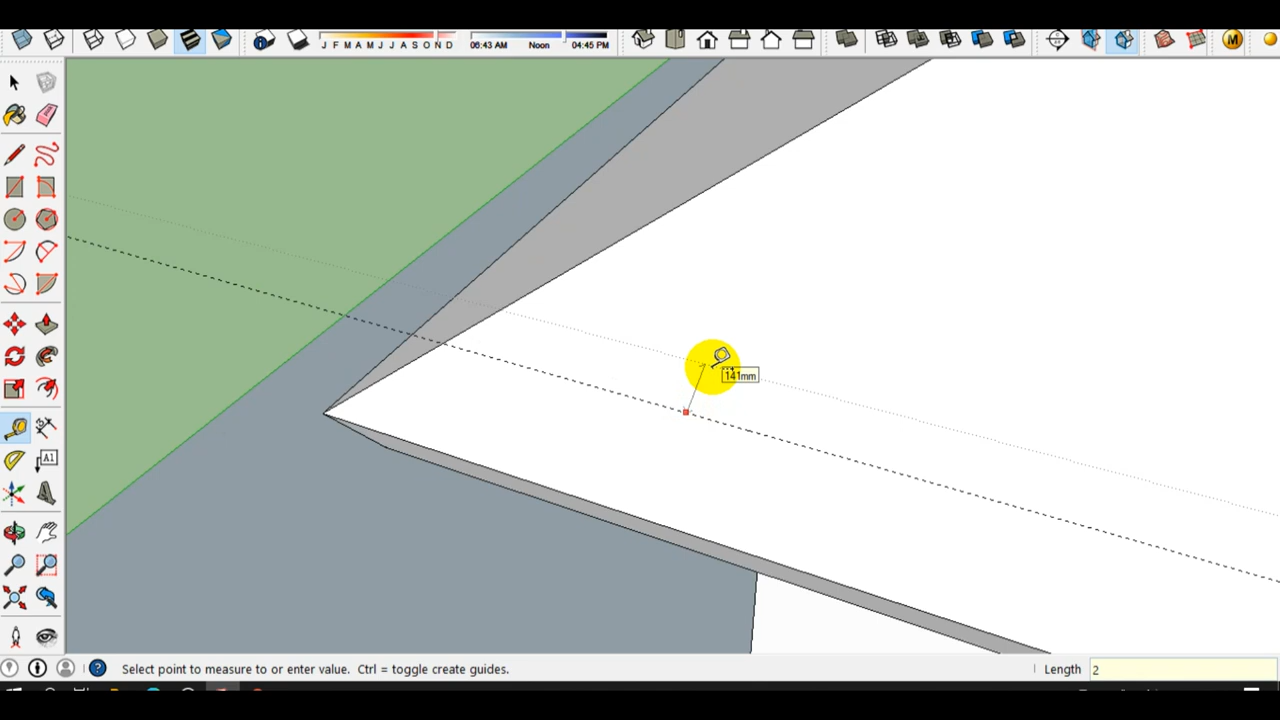 J F M A M J J A S O N D
06:43 AM Noon 04:45 PM
M
A1
141mm
Select point to measure to or enter value. Ctrl = toggle create guides.
Length 2